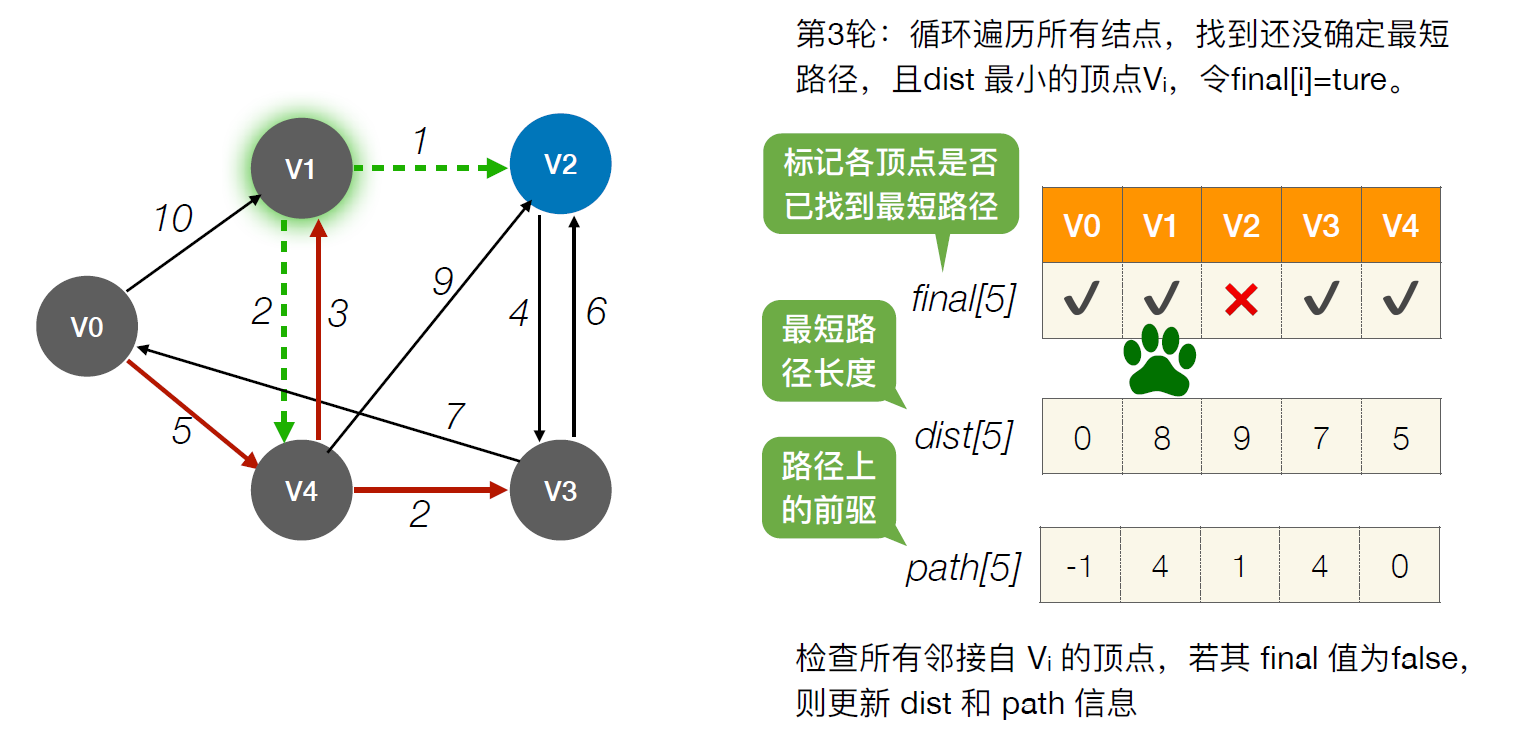 第3轮：循环遍历所有结点，找到还没确定最短
路径，且dist 最小的顶点Vi，令final[i]=ture。
V1
1
V2
标记各顶点是否
已找到最短路径
10
V0 V1 V2 V3 V4
9
final[5]
2
3
4
6
V0
最短路
径长度
7
5
dist[5]
0 8 9 7 5
路径上
的前驱
V4
2
V3
path[5]
-1 4 1 4 0
检查所有邻接自 Vi 的顶点，若其 final 值为false，
则更新 dist 和 path 信息